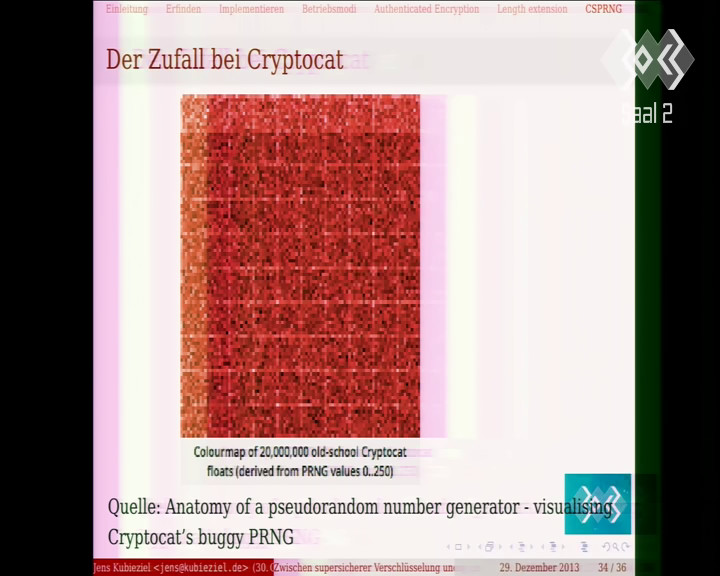 Einleitung Erfinden Implementieren Betriebsmodi Authenticated Encryption Length extension CSPRNG
Der Zufall bei Cryptocat
Saal 2
Colourmap of 20,000,000 old-school Cryptocat
floats (derived from PRNG values 0..250)
Quelle: Anatomy of a pseudorandom number generator - visualising
Cryptocat's buggy PRNG
Jens Kubieziel <jens@kubieziel.de> (30.C Zwischen supersicherer Verschlüsselung und 29. Dezember 2013 34 / 36